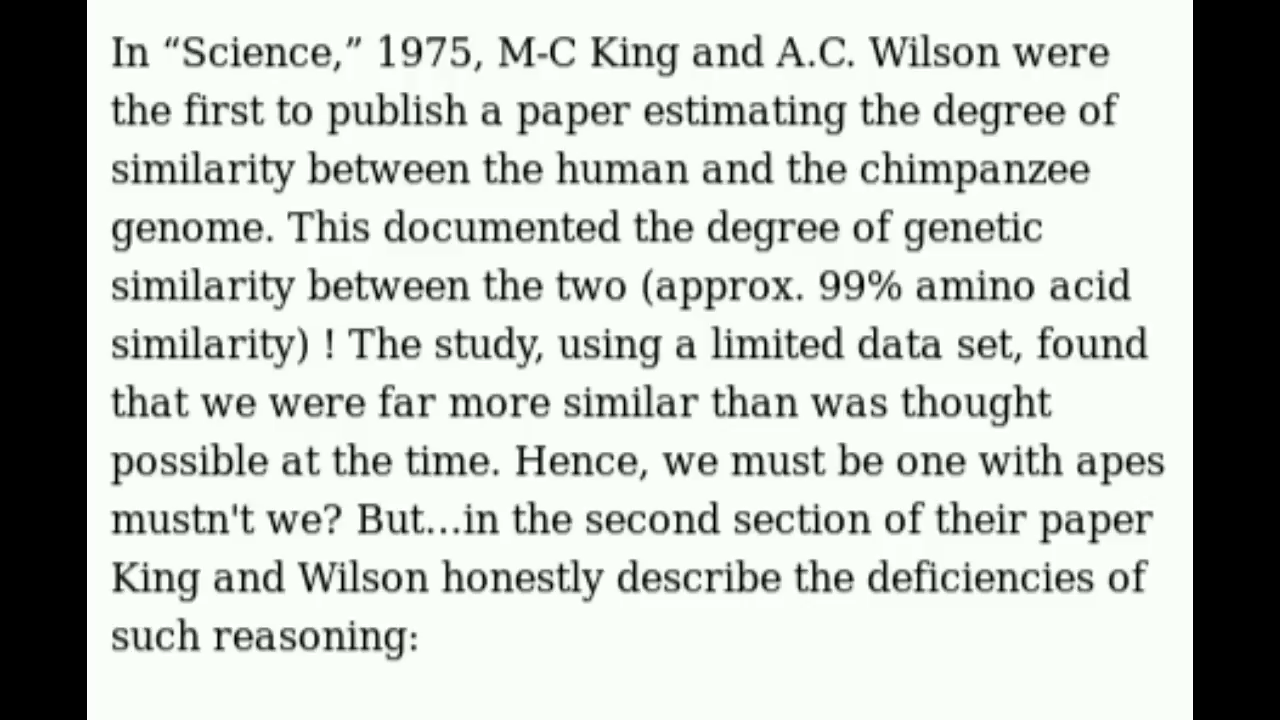 In “Science,” 1975, M-C King and A.C. Wilson were
the first to publish a paper estimating the degree of
similarity between the human and the chimpanzee
genome. This documented the degree of genetic
similarity between the two (approx. 99% amino acid
similarity) ! The study, using a limited data set, found
that we were far more similar than was thought
possible at the time. Hence, we must be one with apes
mustn't we? But...in the second section of their paper
King and Wilson honestly describe the deficiencies of
such reasoning: